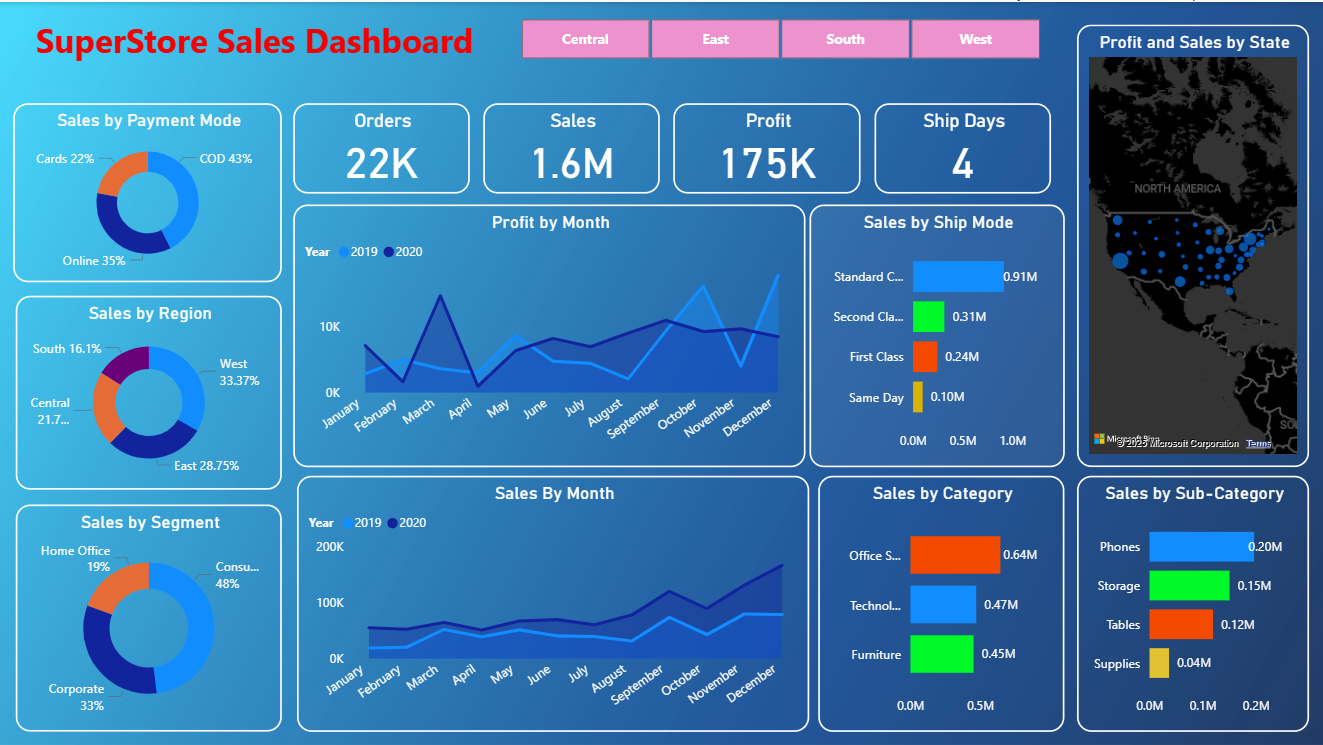 SuperStore Sales Dashboard
Central
East
South
West
Profit and Sales by State
NORTH AMERICA
SO
Microsoft Bing
© 2025 Microsoft Corporation Terms
Sales by Payment Mode
Cards 22%
COD 43%
Online 35%
Orders
22K
Sales
1.6M
Profit
175K
Ship Days
4
Sales by Region
South 16.1%
West
33.37%
Central
21.7...
East 28.75%
Profit by Month
Year 2019 2020
10K
0K
January
February
March
April
May
June
July
August
September
October
November
December
Sales by Ship Mode
Standard C... 0.91M
Second Cla... 0.31M
First Class 0.24M
Same Day 0.10M
0.0M 0.5M 1.0M
Sales by Segment
Home Office
19%
Consu...
48%
Corporate
33%
Sales By Month
Year 2019 2020
200K
100K
0K
January
February
March
April
May
June
July
August
September
October
November
December
Sales by Category
Office S... 0.64M
Technol... 0.47M
Furniture 0.45M
0.0M 0.5M
Sales by Sub-Category
Phones 0.20M
Storage 0.15M
Tables 0.12M
Supplies 0.04M
0.0M 0.1M 0.2M